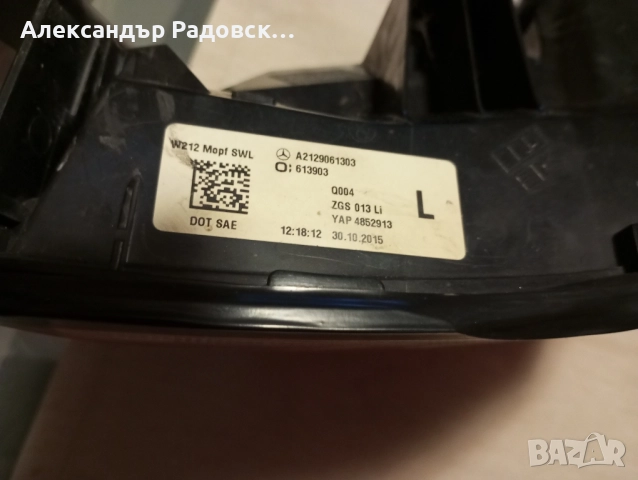 Александър Радовск...
W212 Mopf SWL
A2129061303
O: 613903
Q004
ZGS 013 Li
L
YAP 4852913
DOT SAE
12:18:12 30.10.2015
BAZAR